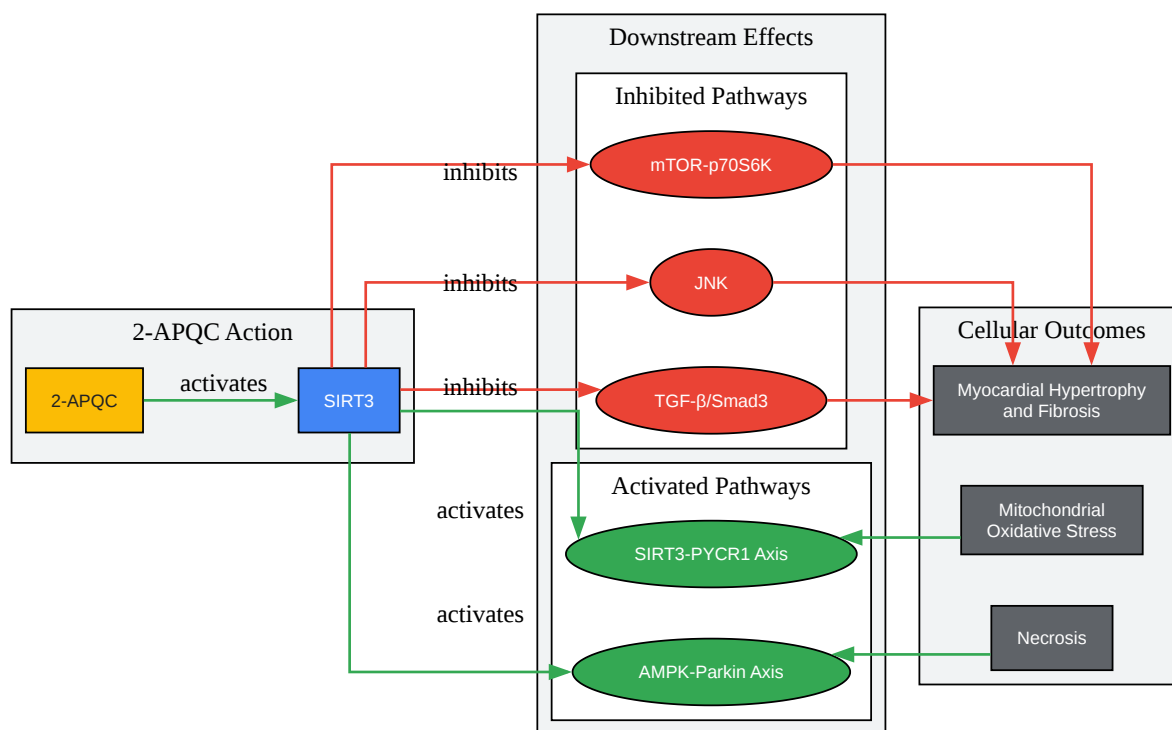 Downstream Effects
Inhibited Pathways
mTOR-p70S6K
inhibits
JNK
inhibits
2-APQC Action
Cellular Outcomes
2-APQC
activates
SIRT3
inhibits
TGF-β/Smad3
Myocardial Hypertrophy
and Fibrosis
Activated Pathways
activates
SIRT3-PYCR1 Axis
Mitochondrial
Oxidative Stress
activates
AMPK-Parkin Axis
Necrosis